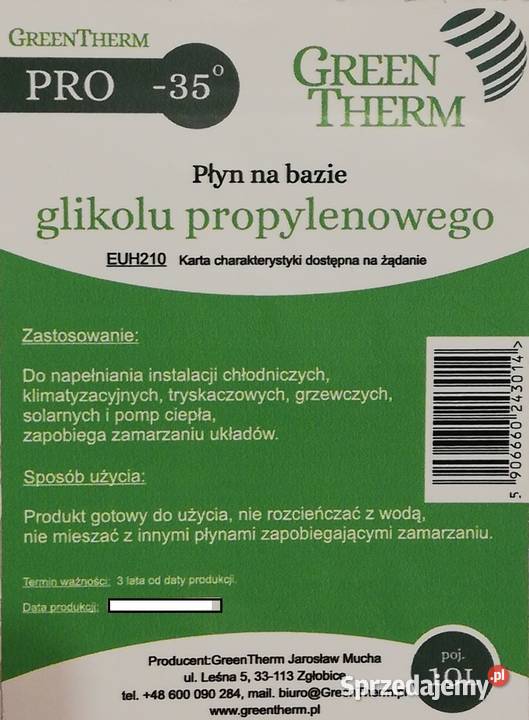 GREENTHERM
PRO -35°
GREEN
THERM
Płyn na bazie
glikolu propylenowego
EUH210 Karta charakterystyki dostępna na żądanie
Zastosowanie:
Do napełniania instalacji chłodniczych,
klimatyzacyjnych, tryskaczowych, grzewczych,
solarnych i pomp ciepła,
zapobiega zamarzaniu układów.
Sposób użycia:
Produkt gotowy do użycia, nie rozcieńczać z wodą,
nie mieszać z innymi płynami zapobiegającymi zamarzaniu.
5 906660 243014 >
Termin ważności: 3 lata od daty produkcji.
Data produkcji:
Producent:GreenTherm Jarosław Mucha
ul. Leśna 5, 33-113 Zgłobice
tel. +48 600 090 284, mail. biuro@GreenTherm.pl
www.greentherm.pl
poj.
10L
Sprzedajemy.pl